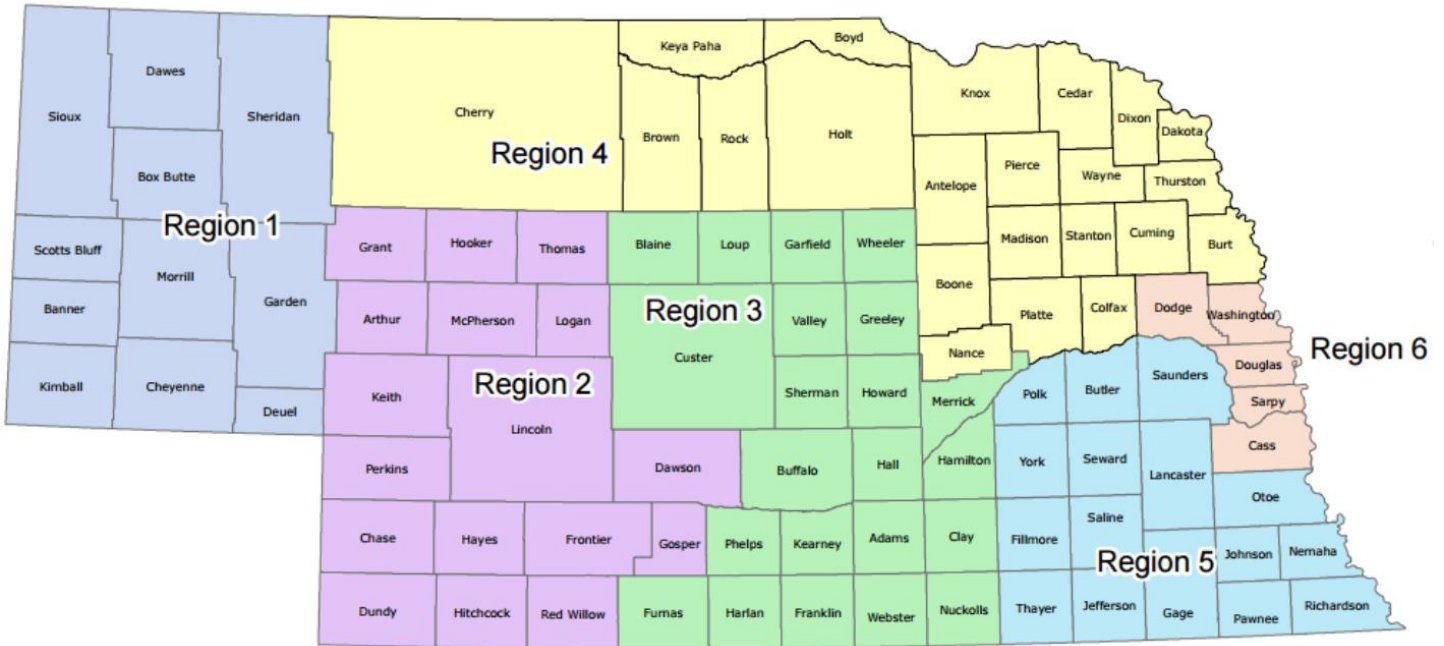 Keya Paha
Boyd
Dawes
Sioux
Sheridan
Cherry
Knox
Cedar
Dixon
Dakota
Brown
Rock
Holt
Region 4
Box Butte
Antelope
Pierce
Wayne
Thurston
Region 1
Scotts Bluff
Morrill
Garden
Grant
Hooker
Thomas
Blaine
Loup
Garfield
Wheeler
Madison
Stanton
Cuming
Burt
Banner
Arthur
McPherson
Logan
Region 3
Custer
Valley
Greeley
Boone
Platte
Colfax
Dodge
Washington
Nance
Region 6
Douglas
Kimball
Cheyenne
Deuel
Keith
Region 2
Lincoln
Sherman
Howard
Merrick
Polk
Butler
Saunders
Sarpy
Cass
Perkins
Dawson
Buffalo
Hall
Hamilton
York
Seward
Lancaster
Otoe
Chase
Hayes
Frontier
Gosper
Phelps
Kearney
Adams
Clay
Fillmore
Saline
Region 5
Johnson
Nemaha
Dundy
Hitchcock
Red Willow
Furnas
Harlan
Franklin
Webster
Nuckolls
Thayer
Jefferson
Gage
Pawnee
Richardson